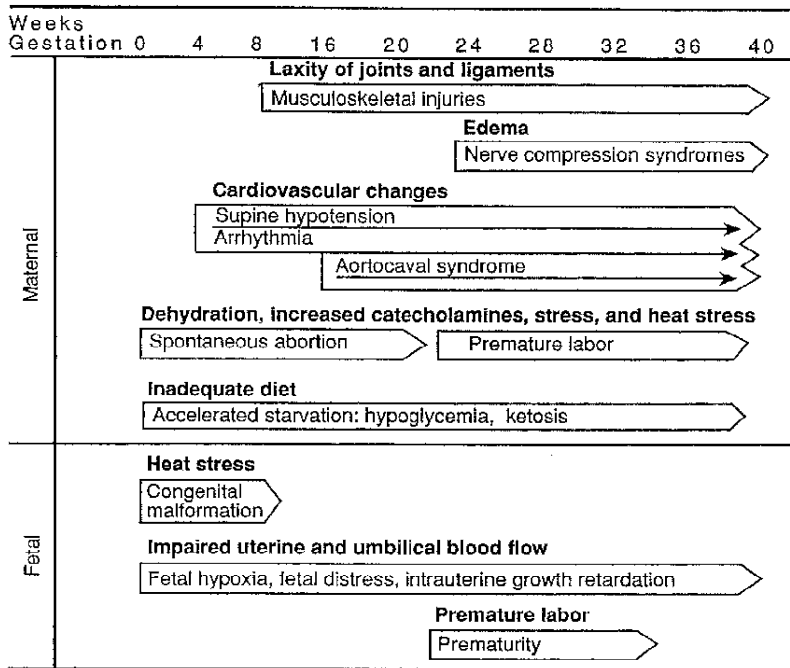 Weeks
Gestation 0 4 8 16 20 24 28 32 36 40
Maternal
Laxity of joints and ligaments
Musculoskeletal injuries
Edema
Nerve compression syndromes
Cardiovascular changes
Supine hypotension
Arrhythmia
Aortocaval syndrome
Dehydration, increased catecholamines, stress, and heat stress
Spontaneous abortion
Premature labor
Inadequate diet
Accelerated starvation: hypoglycemia, ketosis
Fetal
Heat stress
Congenital
malformation
Impaired uterine and umbilical blood flow
Fetal hypoxia, fetal distress, intrauterine growth retardation
Premature labor
Prematurity